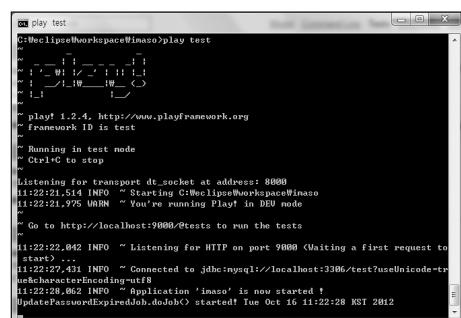 play test
C:₩eclipse₩workspace₩imaso>play test
~        _            _
~  _ __ | | __ _ _  _| |
~ | '_ ₩| |/ _' | || |_|
~ |  __/|_|₩____|₩__ (_)
~ |_|            |__/
~
~ play! 1.2.4, http://www.playframework.org
~ framework ID is test
~
~ Running in test mode
~ Ctrl+C to stop
~
Listening for transport dt_socket at address: 8000
11:22:21,514 INFO  ~ Starting C:₩eclipse₩workspace₩imaso
11:22:21,975 WARN  ~ You're running Play! in DEV mode
~
~ Go to http://localhost:9000/@tests to run the tests
~
11:22:22,042 INFO  ~ Listening for HTTP on port 9000 (Waiting a first request to
 start) ...
11:22:27,431 INFO  ~ Connected to jdbc:mysql://localhost:3306/test?useUnicode=tr
ue&characterEncoding=utf8
11:22:28,062 INFO  ~ Application 'imaso' is now started !
UpdatePasswordExpiredJob.doJob() started! Tue Oct 16 11:22:28 KST 2012